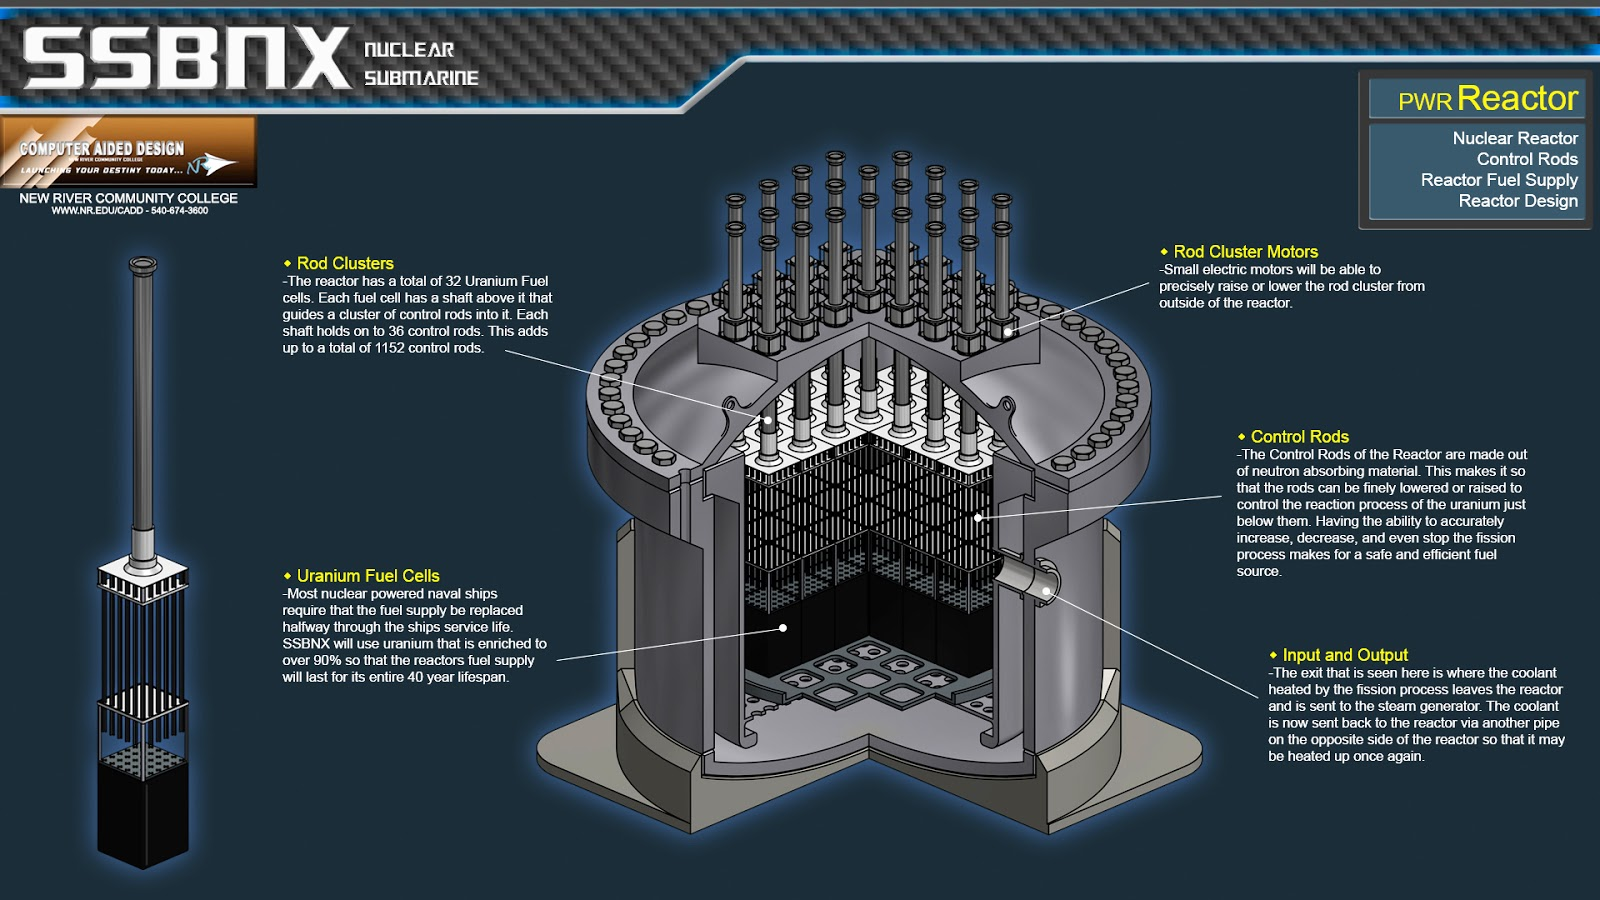 SSBNX NUCLEAR
SUBMARINE
PWR Reactor
Nuclear Reactor
Control Rods
Reactor Fuel Supply
Reactor Design
COMPUTER AIDED DESIGN
NEW RIVER COMMUNITY COLLEGE
LAUNCHING YOUR DESTINY TODAY... NR
NEW RIVER COMMUNITY COLLEGE
WWW.NR.EDU/CADD - 540-674-3600
◆ Rod Clusters
-The reactor has a total of 32 Uranium Fuel
cells. Each fuel cell has a shaft above it that
guides a cluster of control rods into it. Each
shaft holds on to 36 control rods. This adds
up to a total of 1152 control rods.
◆ Uranium Fuel Cells
-Most nuclear powered naval ships
require that the fuel supply be replaced
halfway through the ships service life.
SSBNX will use uranium that is enriched to
over 90% so that the reactors fuel supply
will last for its entire 40 year lifespan.
◆ Rod Cluster Motors
-Small electric motors will be able to
precisely raise or lower the rod cluster from
outside of the reactor.
◆ Control Rods
-The Control Rods of the Reactor are made out
of neutron absorbing material. This makes it so
that the rods can be finely lowered or raised to
control the reaction process of the uranium just
below them. Having the ability to accurately
increase, decrease, and even stop the fission
process makes for a safe and efficient fuel
source.
◆ Input and Output
-The exit that is seen here is where the coolant
heated by the fission process leaves the reactor
and is sent to the steam generator. The coolant
is now sent back to the reactor via another pipe
on the opposite side of the reactor so that it may
be heated up once again.